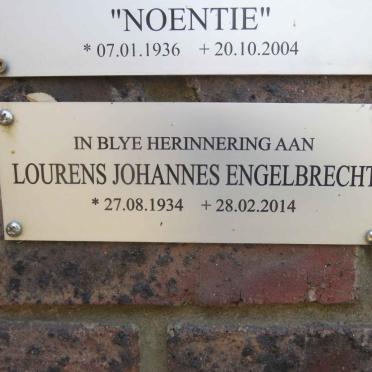 "NOENTIE"
* 07.01.1936 + 20.10.2004
IN BLYE HERINNERING AAN
LOURENS JOHANNES ENGELBRECHT
* 27.08.1934 + 28.02.2014